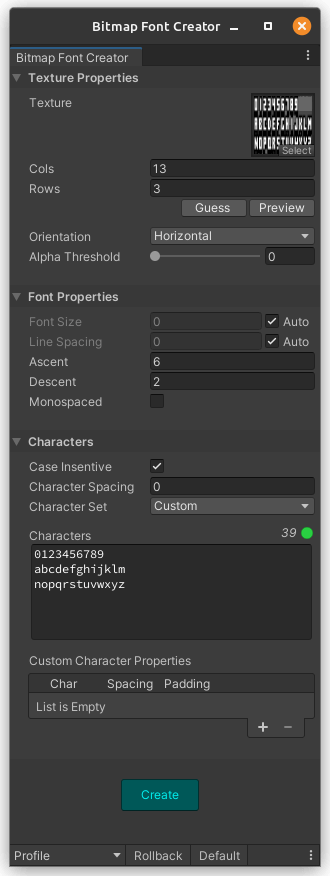 Bitmap Font Creator
Bitmap Font Creator
Texture Properties
Texture
0123456789
ABCDEFGHIJKLM
NOPQRS
Select
Cols 13
Rows 3
Guess Preview
Orientation Horizontal
Alpha Threshold 0
Font Properties
Font Size 0 Auto
Line Spacing 0 Auto
Ascent 6
Descent 2
Monospaced
Characters
Case Insentive
Character Spacing 0
Character Set Custom
Characters 39
0123456789
abcdefghijklm
nopqrstuvwxyz
Custom Character Properties
Char Spacing Padding
List is Empty
+ −
Create
Profile Rollback Default